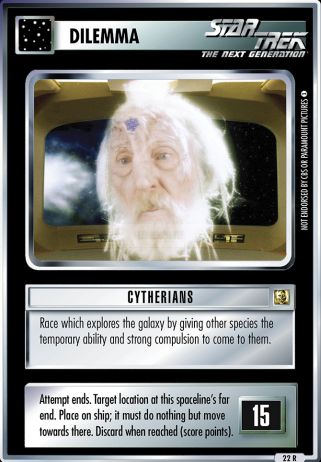 DILEMMA
STAR TREK
THE NEXT GENERATION
NOT ENDORSED BY CBS OR PARAMOUNT PICTURES
CYTHERIANS
Race which explores the galaxy by giving other species the
temporary ability and strong compulsion to come to them.
Attempt ends. Target location at this spaceline's far
end. Place on ship; it must do nothing but move
towards there. Discard when reached (score points).
15
22 R